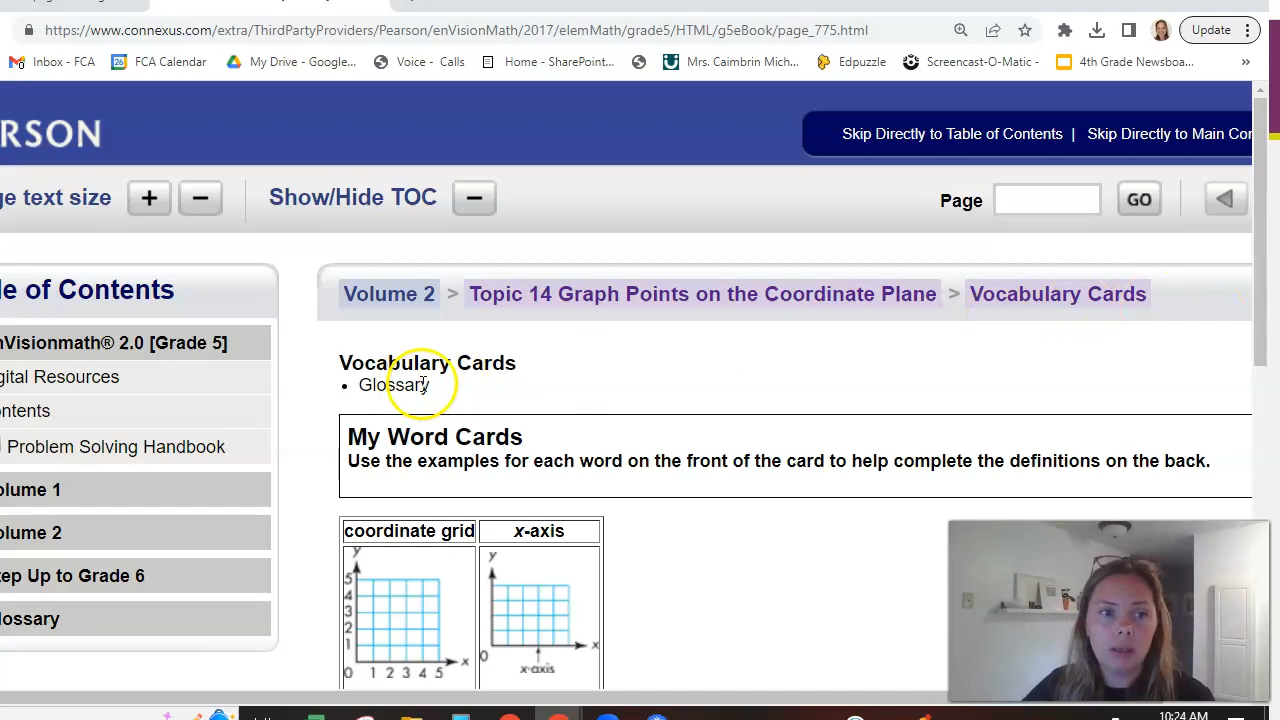 https://www.connexus.com/extra/ThirdPartyProviders/Person/enVisionMath/2017/elemMath/grade5/HTML/g5eBook/page_775.html
Update
Inbox - FCA
FCA Calendar
My Drive - Google...
Voice - Calls
Home - SharePoint...
Mrs. Caimbrin Mich...
Edpuzzle
Screencast-O-Matic -
4th Grade Newsboa...
»
RSON
Skip Directly to Table of Contents | Skip Directly to Main Con
ge text size + −
Show/Hide TOC −
Page GO
le of Contents
nVisionmath® 2.0 [Grade 5]
gital Resources
ontents
Problem Solving Handbook
olume 1
olume 2
tep Up to Grade 6
lossary
Volume 2 > Topic 14 Graph Points on the Coordinate Plane > Vocabulary Cards
Vocabulary Cards
• Glossary
My Word Cards
Use the examples for each word on the front of the card to help complete the definitions on the back.
coordinate grid x-axis
y
5
4
3
2
1
0 1 2 3 4 5 x
y
0 x
x-axis
10:24 AM